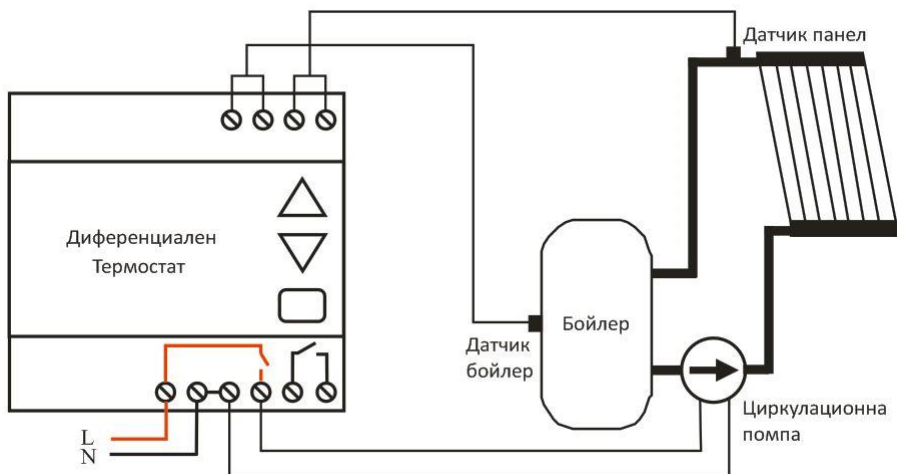 Датчик панел
Диференциален
Термостат
Бойлер
Датчик
бойлер
Циркулационна
помпа
L
N